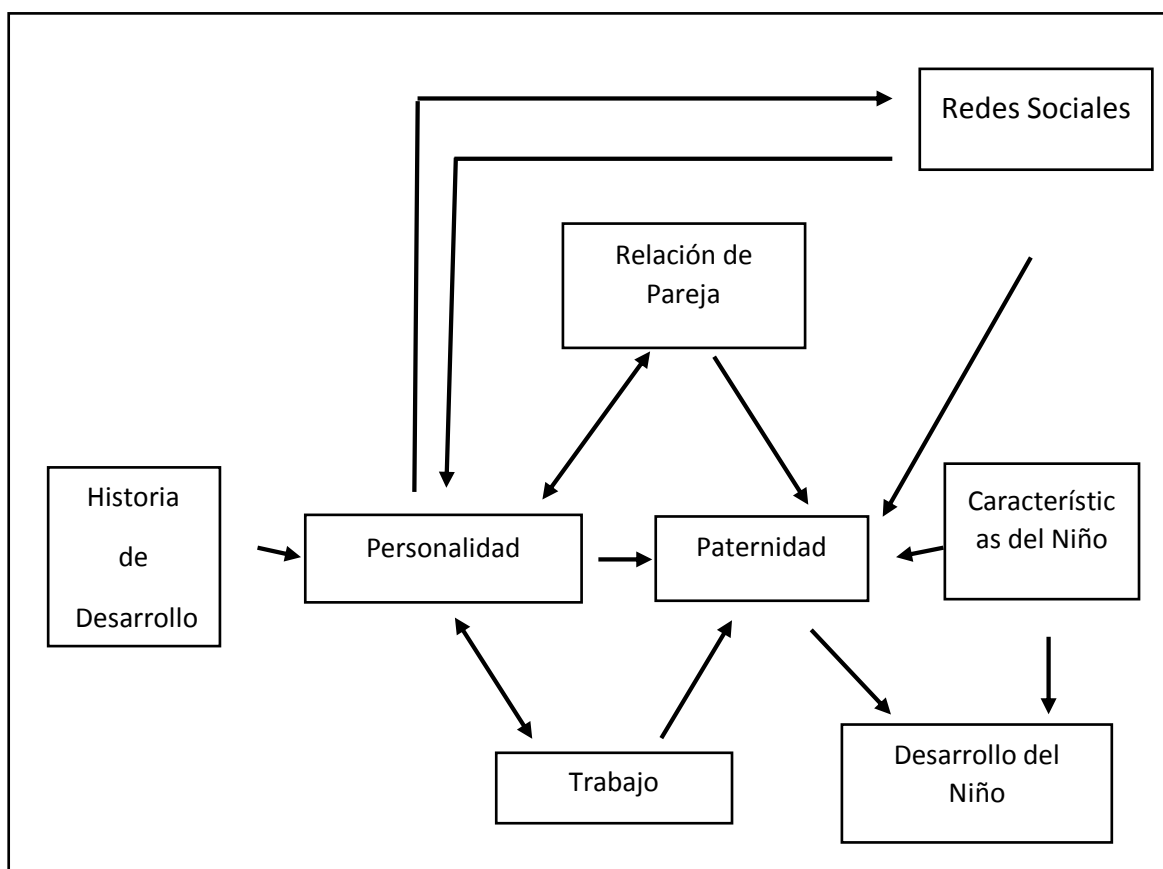 Redes Sociales
Relación de
Pareja
Historia
de
Desarrollo
Personalidad
Paternidad
Característic
as del Niño
Trabajo
Desarrollo del
Niño